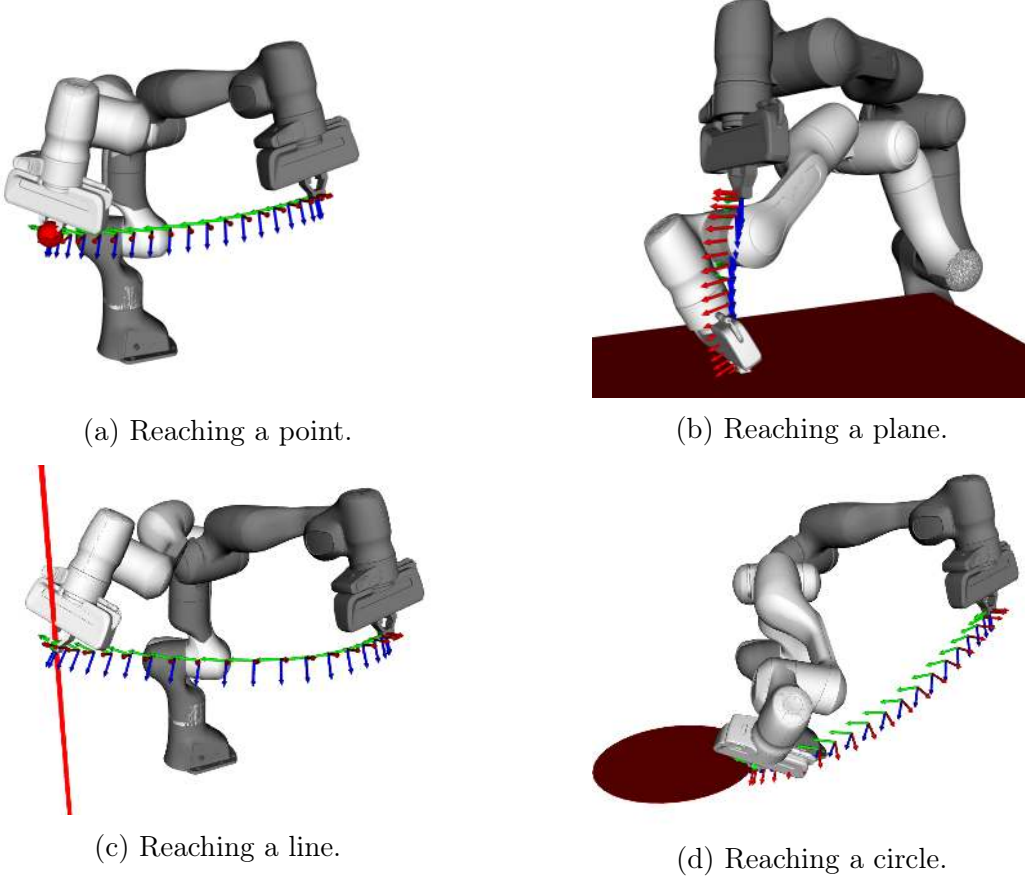 (a) Reaching a point.
(b) Reaching a plane.
(c) Reaching a line.
(d) Reaching a circle.